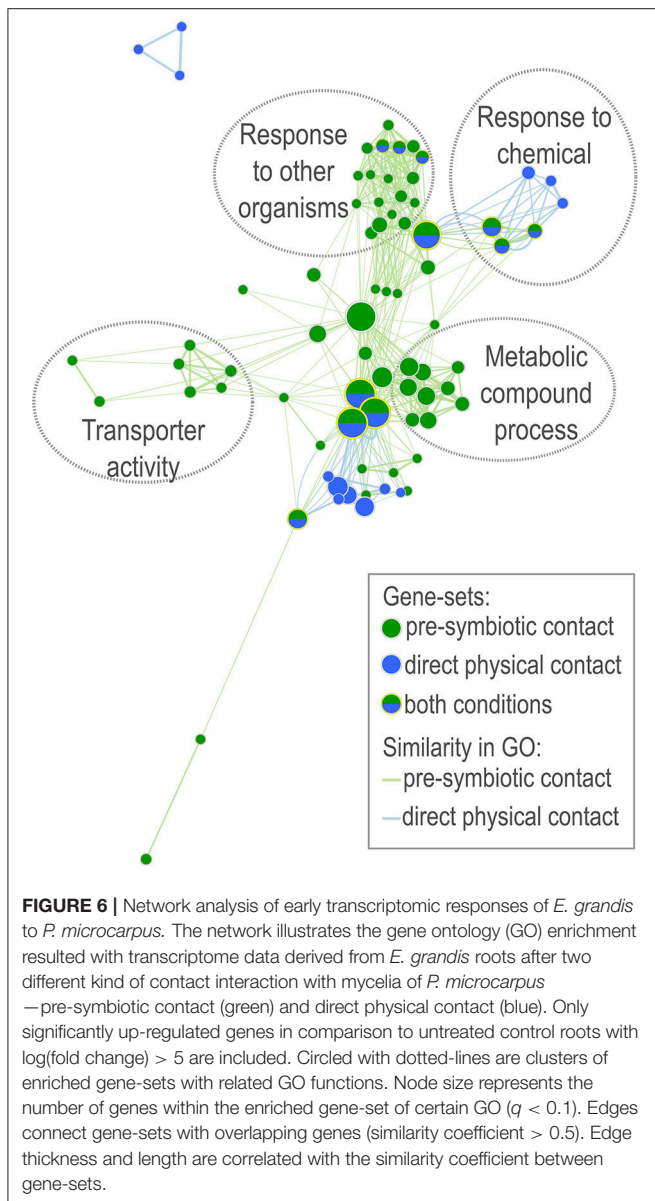 Response
to other
organisms
Response to
chemical
Transporter
activity
Metabolic
compound
process
Gene-sets:
pre-symbiotic contact
direct physical contact
both conditions
Similarity in GO:
pre-symbiotic contact
direct physical contact
FIGURE 6 | Network analysis of early transcriptomic responses of E. grandis
to P. microcarpus. The network illustrates the gene ontology (GO) enrichment
resulted with transcriptome data derived from E. grandis roots after two
different kind of contact interaction with mycelia of P. microcarpus
—pre-symbiotic contact (green) and direct physical contact (blue). Only
significantly up-regulated genes in comparison to untreated control roots with
log(fold change) > 5 are included. Circled with dotted-lines are clusters of
enriched gene-sets with related GO functions. Node size represents the
number of genes within the enriched gene-set of certain GO (q < 0.1). Edges
connect gene-sets with overlapping genes (similarity coefficient > 0.5). Edge
thickness and length are correlated with the similarity coefficient between
gene-sets.